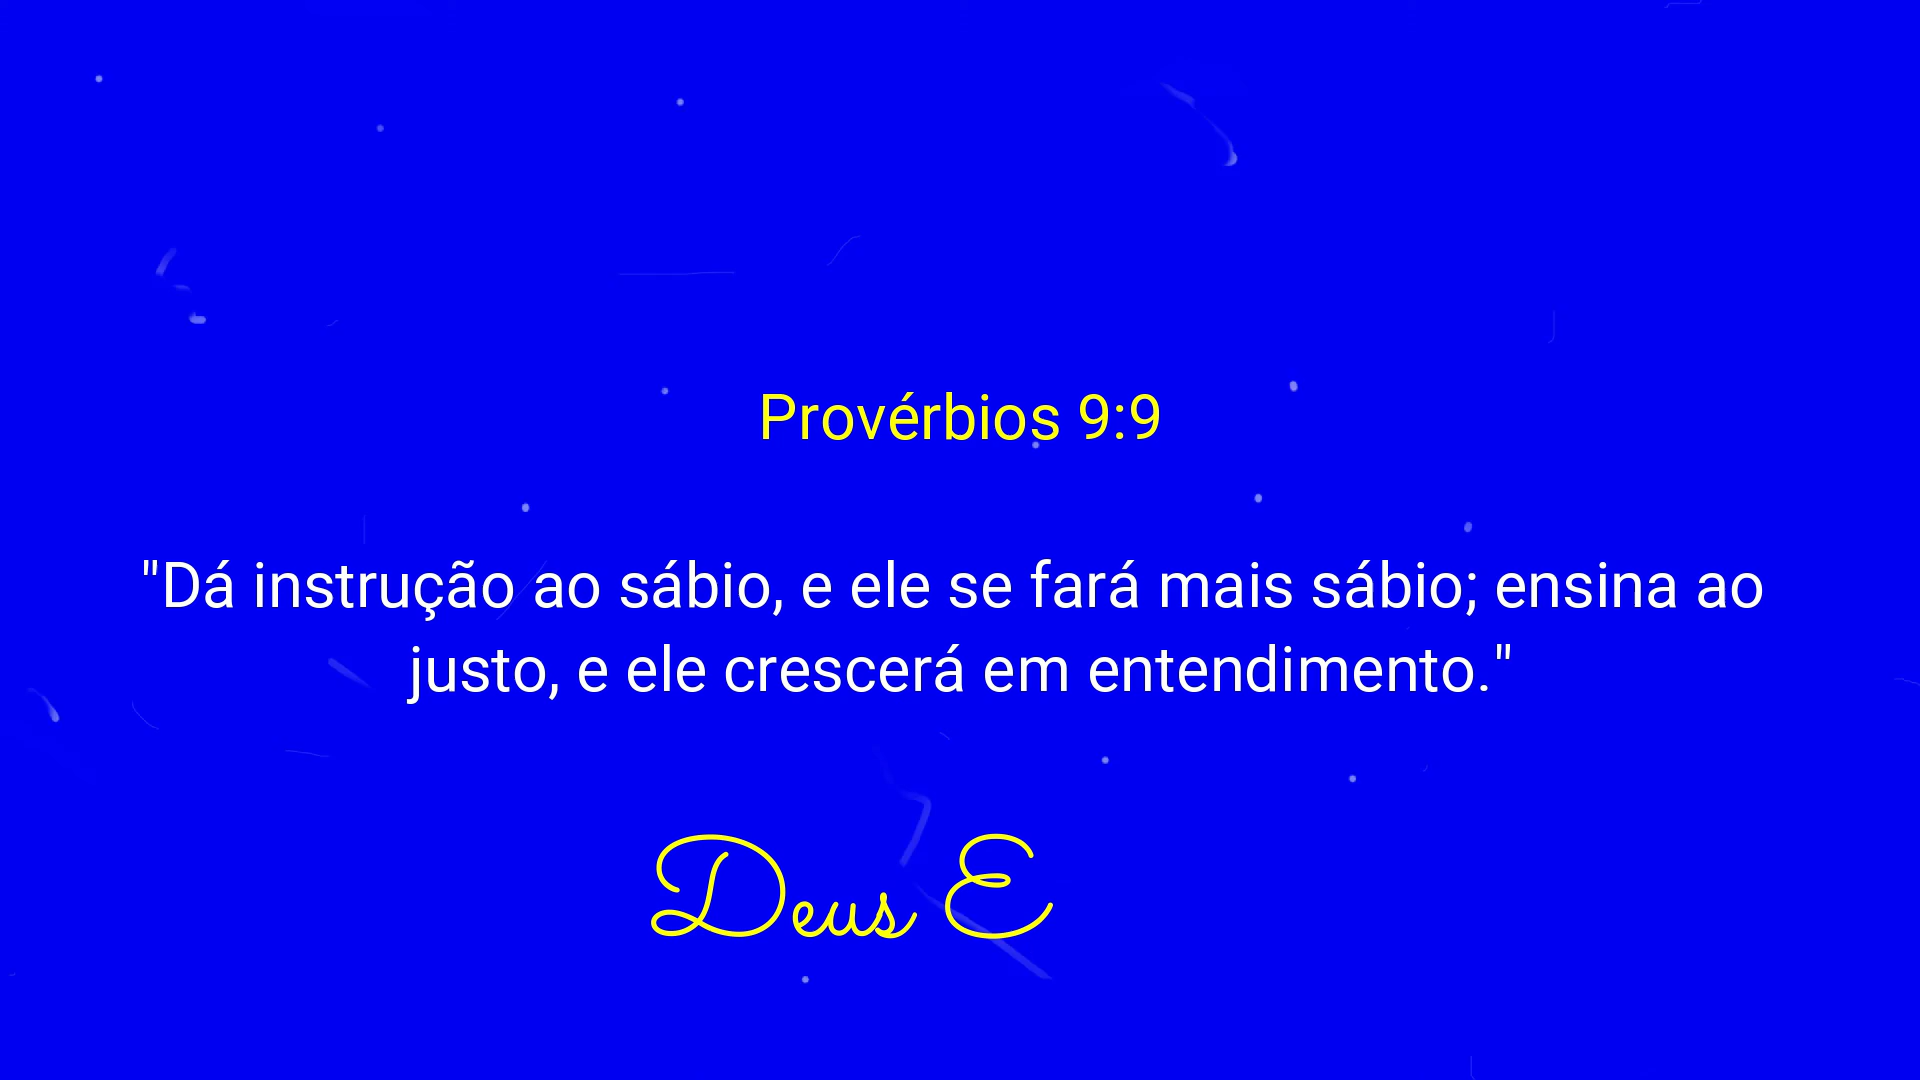 Provérbios 9:9
"Dá instrução ao sábio, e ele se fará mais sábio; ensina ao
justo, e ele crescerá em entendimento."
Deus E